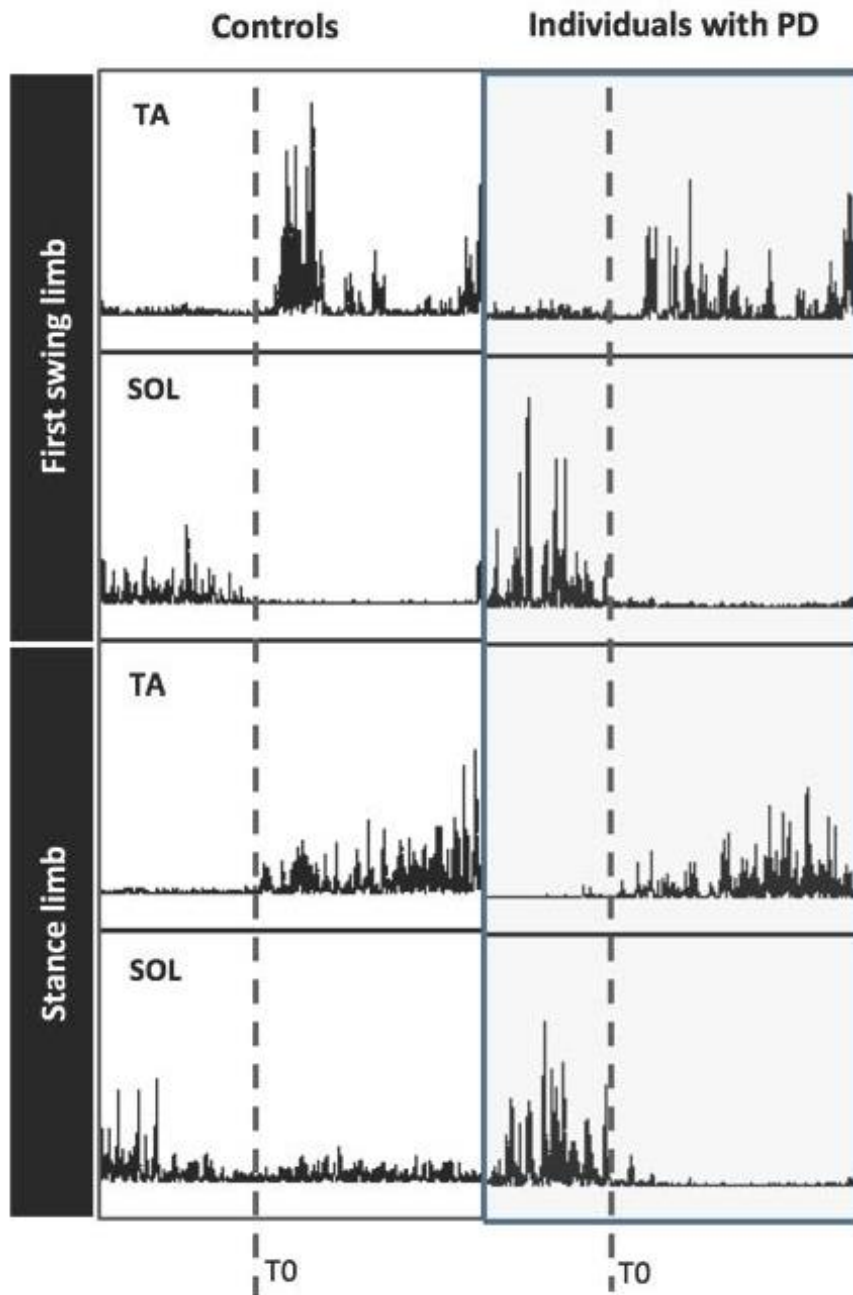 Controls
Individuals with PD
First swing limb
TA
SOL
Stance limb
TA
SOL
T0
T0